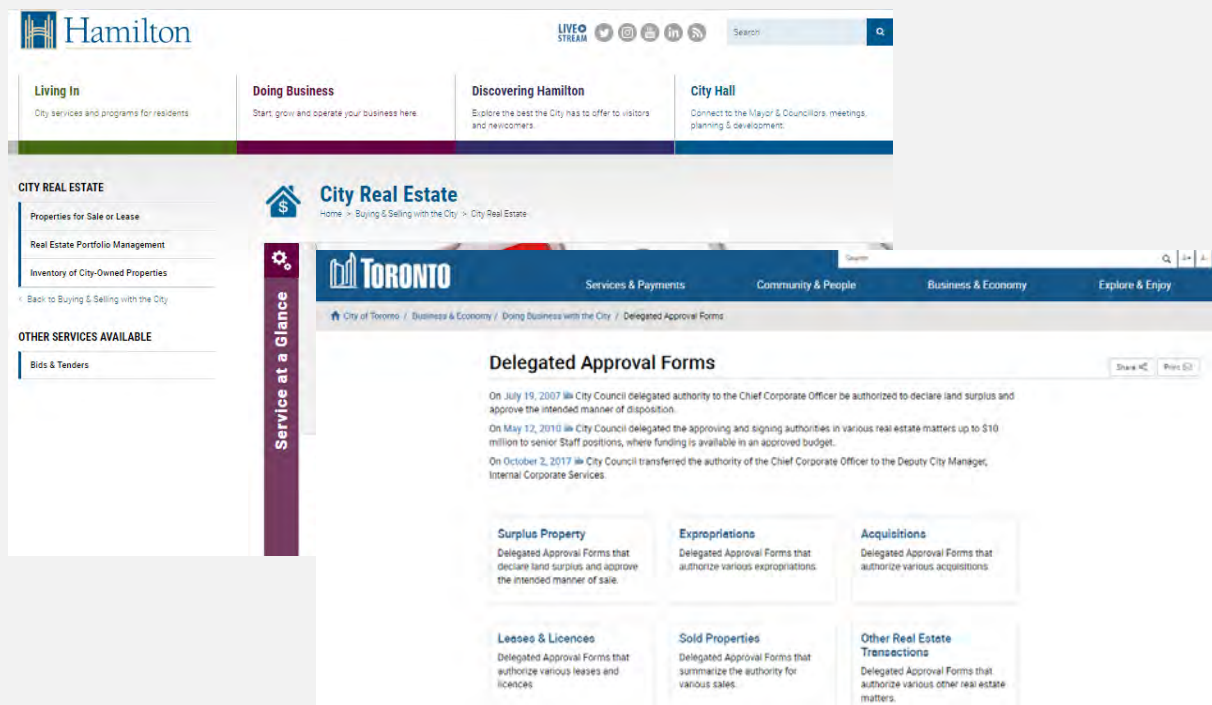 Hamilton
LIVE
STREAM
Search
Living In
City services and programs for residents
Doing Business
Start, grow and operate your business here.
Discovering Hamilton
Explore the best the City has to offer to visitors
and newcomers.
City Hall
Connect to the Mayor & Councillors, meetings,
planning & development.
CITY REAL ESTATE
Properties for Sale or Lease
Real Estate Portfolio Management
Inventory of City-Owned Properties
< Back to Buying & Selling with the City
OTHER SERVICES AVAILABLE
Bids & Tenders
City Real Estate
Home > Buying & Selling with the City > City Real Estate
Service at a Glance
TORONTO
Search
Services & Payments
Community & People
Business & Economy
Explore & Enjoy
City of Toronto / Business & Economy / Doing Business with the City / Delegated Approval Forms
Delegated Approval Forms
Share
Print
On July 19, 2007 City Council delegated authority to the Chief Corporate Officer be authorized to declare land surplus and
approve the intended manner of disposition.
On May 12, 2010 City Council delegated the approving and signing authorities in various real estate matters up to $10
million to senior Staff positions, where funding is available in an approved budget.
On October 2, 2017 City Council transferred the authority of the Chief Corporate Officer to the Deputy City Manager,
Internal Corporate Services.
Surplus Property
Delegated Approval Forms that
declare land surplus and approve
the intended manner of sale.
Expropriations
Delegated Approval Forms that
authorize various expropriations.
Acquisitions
Delegated Approval Forms that
authorize various acquisitions
Leases & Licences
Delegated Approval Forms that
authorize various leases and
licences
Sold Properties
Delegated Approval Forms that
summarize the authority for
various sales.
Other Real Estate
Transactions
Delegated Approval Forms that
authorize various other real estate
matters.